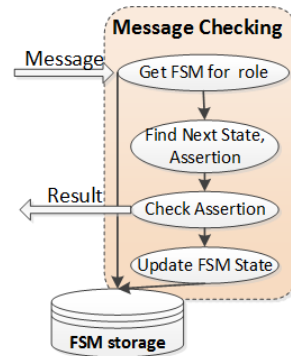 Message Checking
Message
Get FSM for role
Find Next State,
Assertion
Result
Check Assertion
Update FSM State
FSM storage